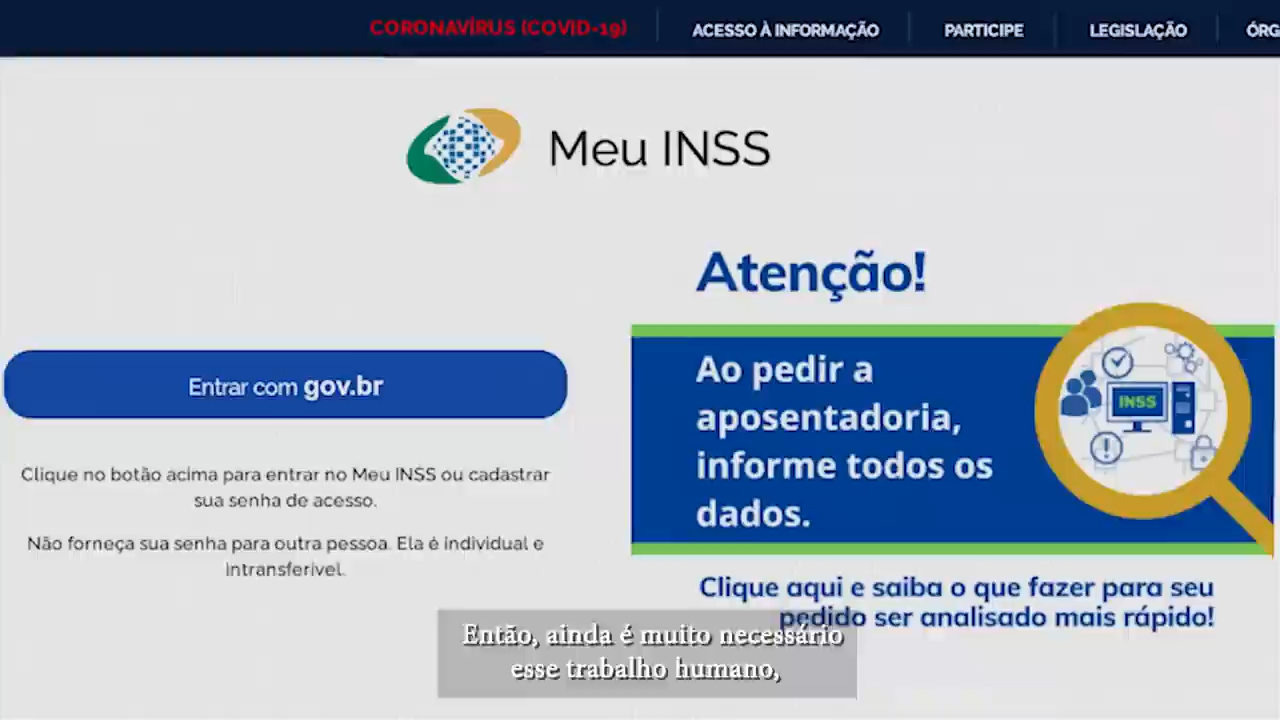 CORONAVÍRUS (COVID-19)
ACESSO À INFORMAÇÃO
PARTICIPE
LEGISLAÇÃO
ÓRG
Meu INSS
Atenção!
Entrar com gov.br
Clique no botão acima para entrar no Meu INSS ou cadastrar
sua senha de acesso.
Não forneça sua senha para outra pessoa. Ela é individual e
intransferível.
Ao pedir a
aposentadoria,
informe todos os
dados.
INSS
Clique aqui e saiba o que fazer para seu
pedido ser analisado mais rápido!
Então, ainda é muito necessário
esse trabalho humano,